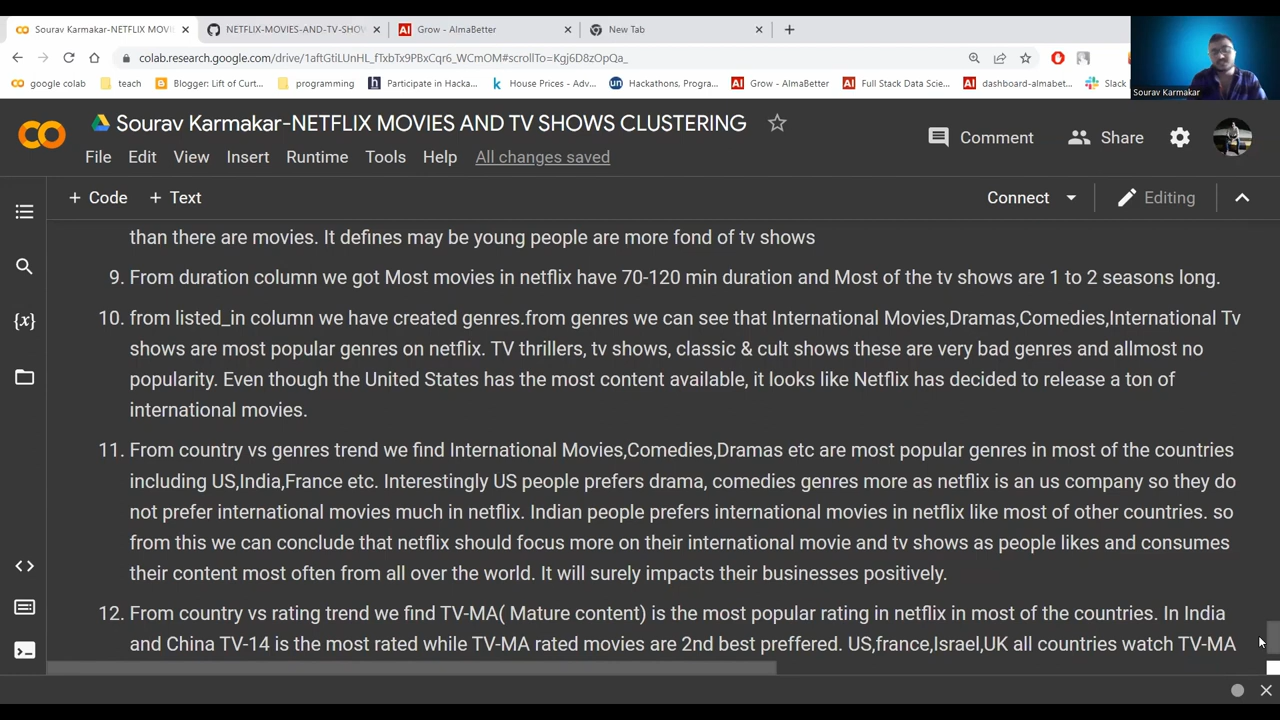 Sourav Karmakar-NETFLIX MOVI
NETFLIX-MOVIES-AND-TV-SHOW
Grow - AlmaBetter
New Tab
colab.research.google.com/drive/1aftGtiLUnHL_fTxbTx9PBxCqr6_WCmOM#scrollTo=Kgj6D8zOpQa_
google colab
teach
Blogger: Lift of Curt...
programming
Participate in Hacka...
House Prices - Adv...
Hackathons, Progra...
Grow - AlmaBetter
Full Stack Data Scie...
dashboard-almabet...
Slack
Sourav Karmakar
Sourav Karmakar-NETFLIX MOVIES AND TV SHOWS CLUSTERING
File Edit View Insert Runtime Tools Help All changes saved
Comment
Share
+ Code + Text
Connect
Editing
than there are movies. It defines may be young people are more fond of tv shows
9. From duration column we got Most movies in netflix have 70-120 min duration and Most of the tv shows are 1 to 2 seasons long.
10. from listed_in column we have created genres.from genres we can see that International Movies,Dramas,Comedies,International Tv
shows are most popular genres on netflix. TV thrillers, tv shows, classic & cult shows these are very bad genres and allmost no
popularity. Even though the United States has the most content available, it looks like Netflix has decided to release a ton of
international movies.
11. From country vs genres trend we find International Movies,Comedies,Dramas etc are most popular genres in most of the countries
including US,India,France etc. Interestingly US people prefers drama, comedies genres more as netflix is an us company so they do
not prefer international movies much in netflix. Indian people prefers international movies in netflix like most of other countries. so
from this we can conclude that netflix should focus more on their international movie and tv shows as people likes and consumes
their content most often from all over the world. It will surely impacts their businesses positively.
12. From country vs rating trend we find TV-MA( Mature content) is the most popular rating in netflix in most of the countries. In India
and China TV-14 is the most rated while TV-MA rated movies are 2nd best preffered. US,france,Israel,UK all countries watch TV-MA